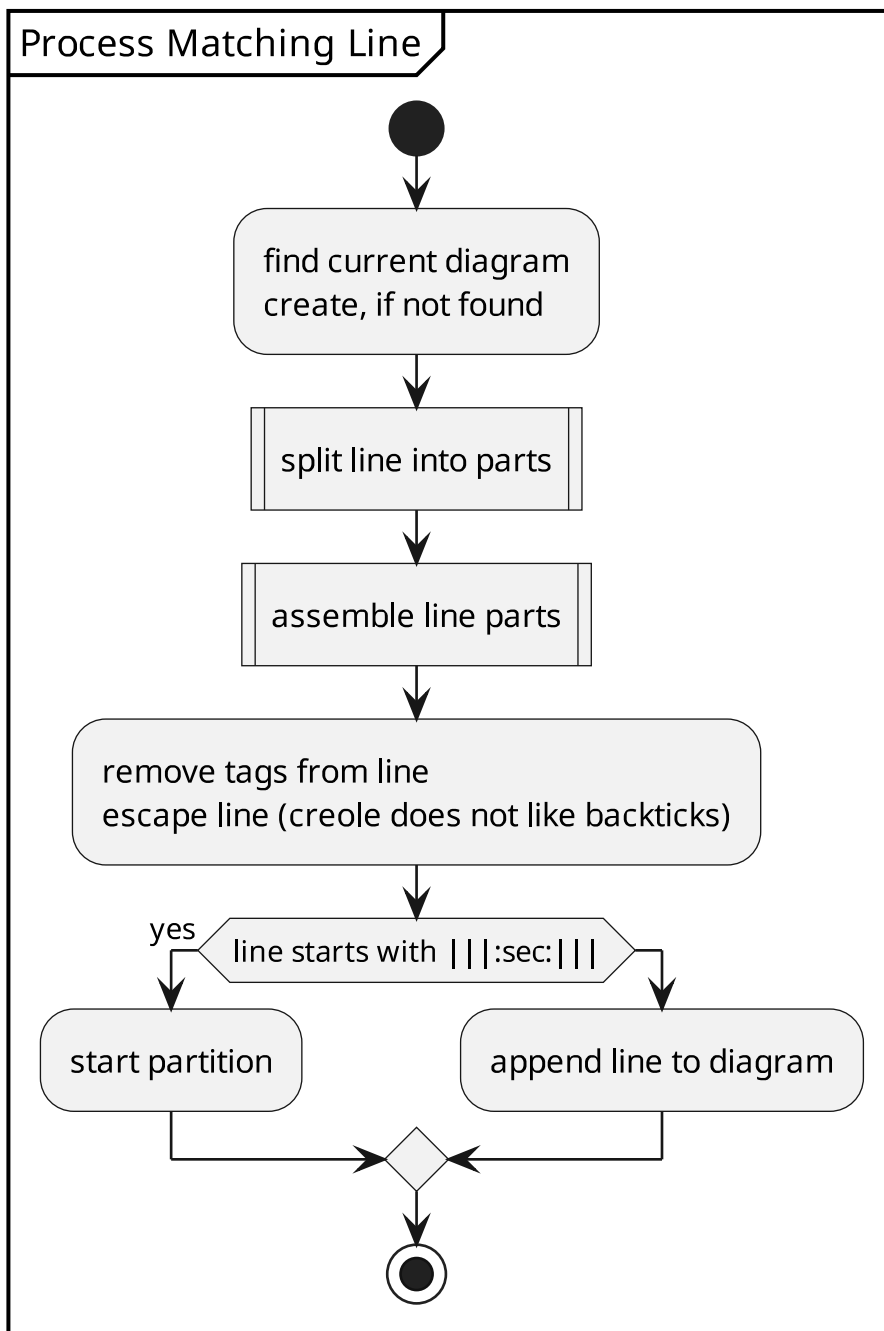 Process Matching Line
find current diagram
create, if not found
split line into parts
assemble line parts
remove tags from line
escape line (creole does not like backticks)
yes
line starts with |||:sec:|||
start partition
append line to diagram